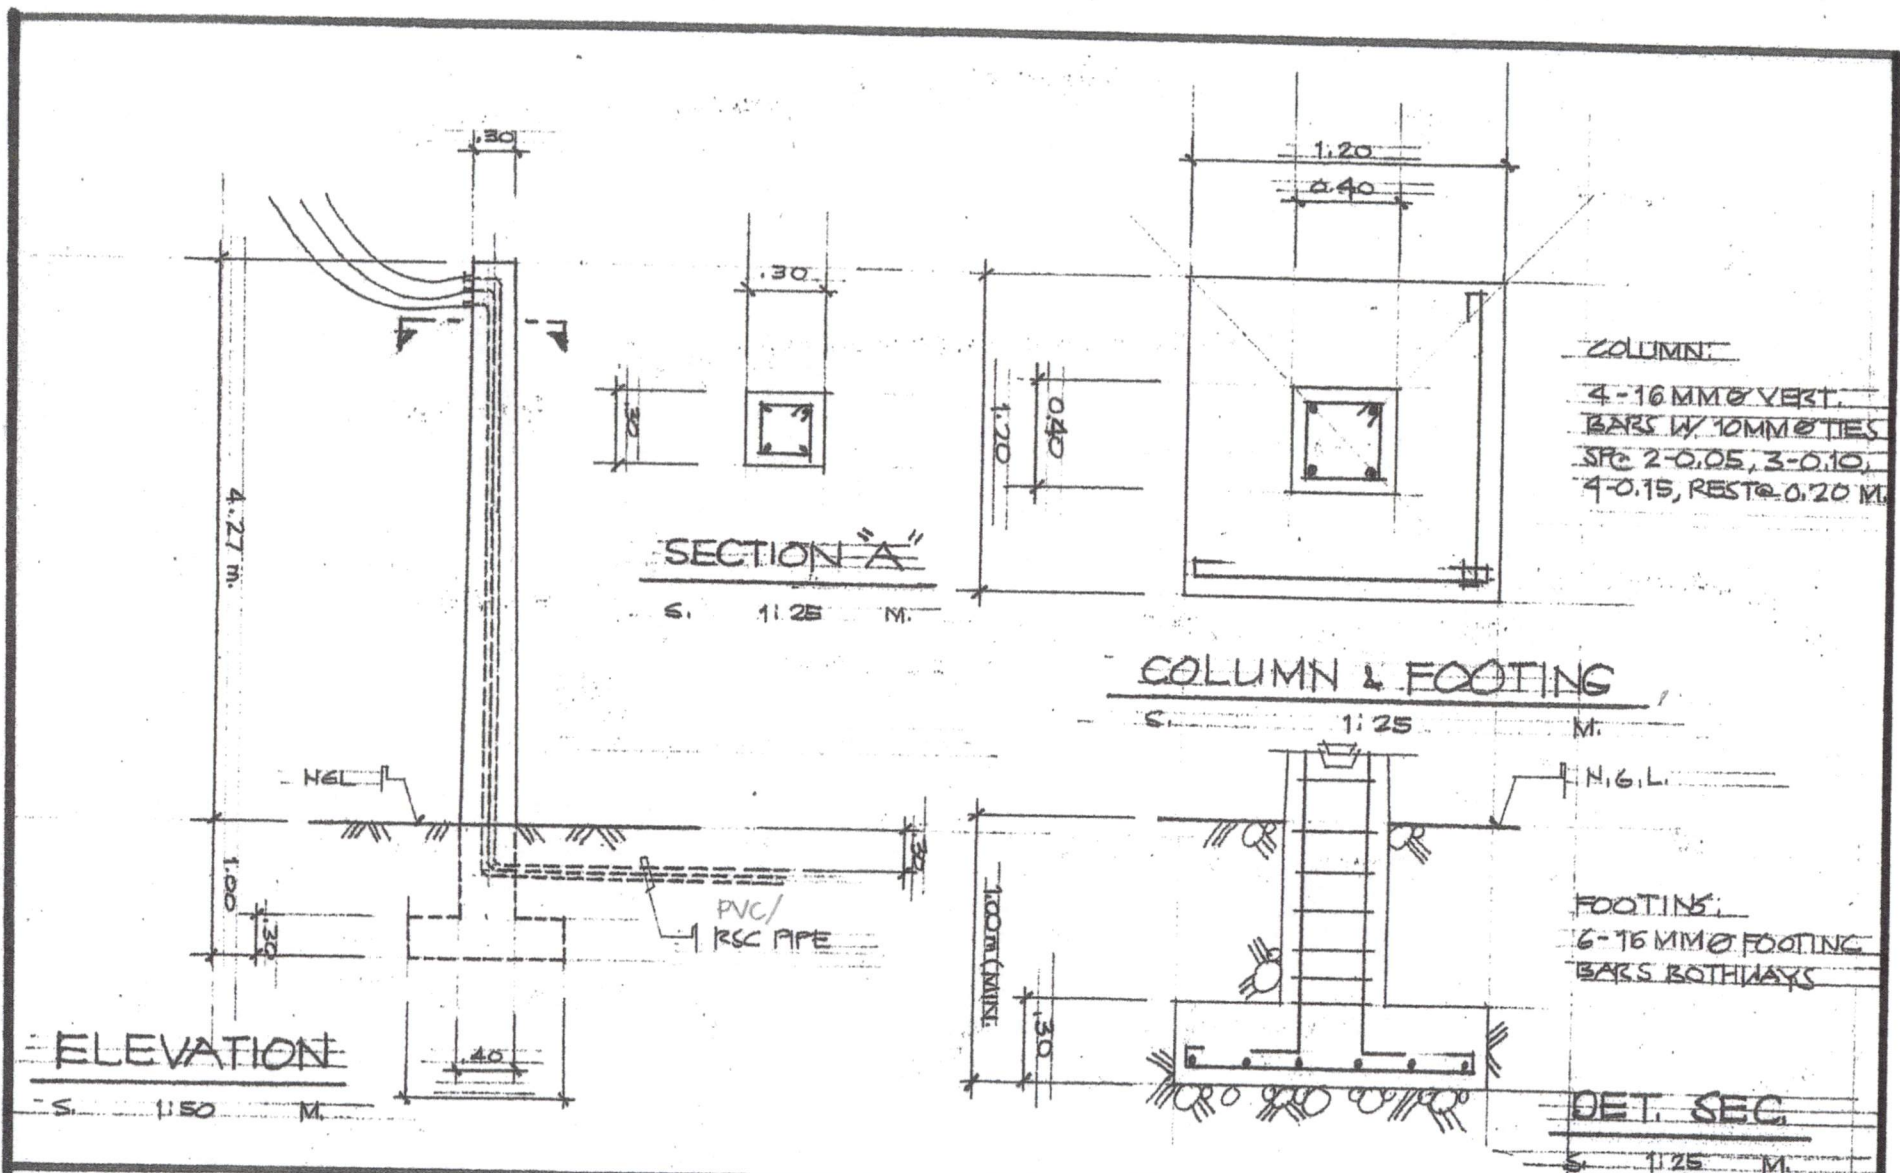 .30
4.27 m.
NGL
1.00
.30
.30
PVC/
RSC PIPE
.40
ELEVATION
S. 1:50 M.
.30
.30
SECTION "A"
S. 1:25 M.
1.20
0.40
1.20
0.40
COLUMN:
4-16 MM Ø VERT.
BARS W/ 10MM Ø TIES
SPC 2-0.05, 3-0.10,
4-0.15, REST@ 0.20 M.
COLUMN & FOOTING
S. 1:25 M.
N.G.L.
1.00m (MIN.
.30
FOOTING:
6-16 MM Ø FOOTING
BARS BOTHWAYS
DET. SEC.
S. 1:25 M.